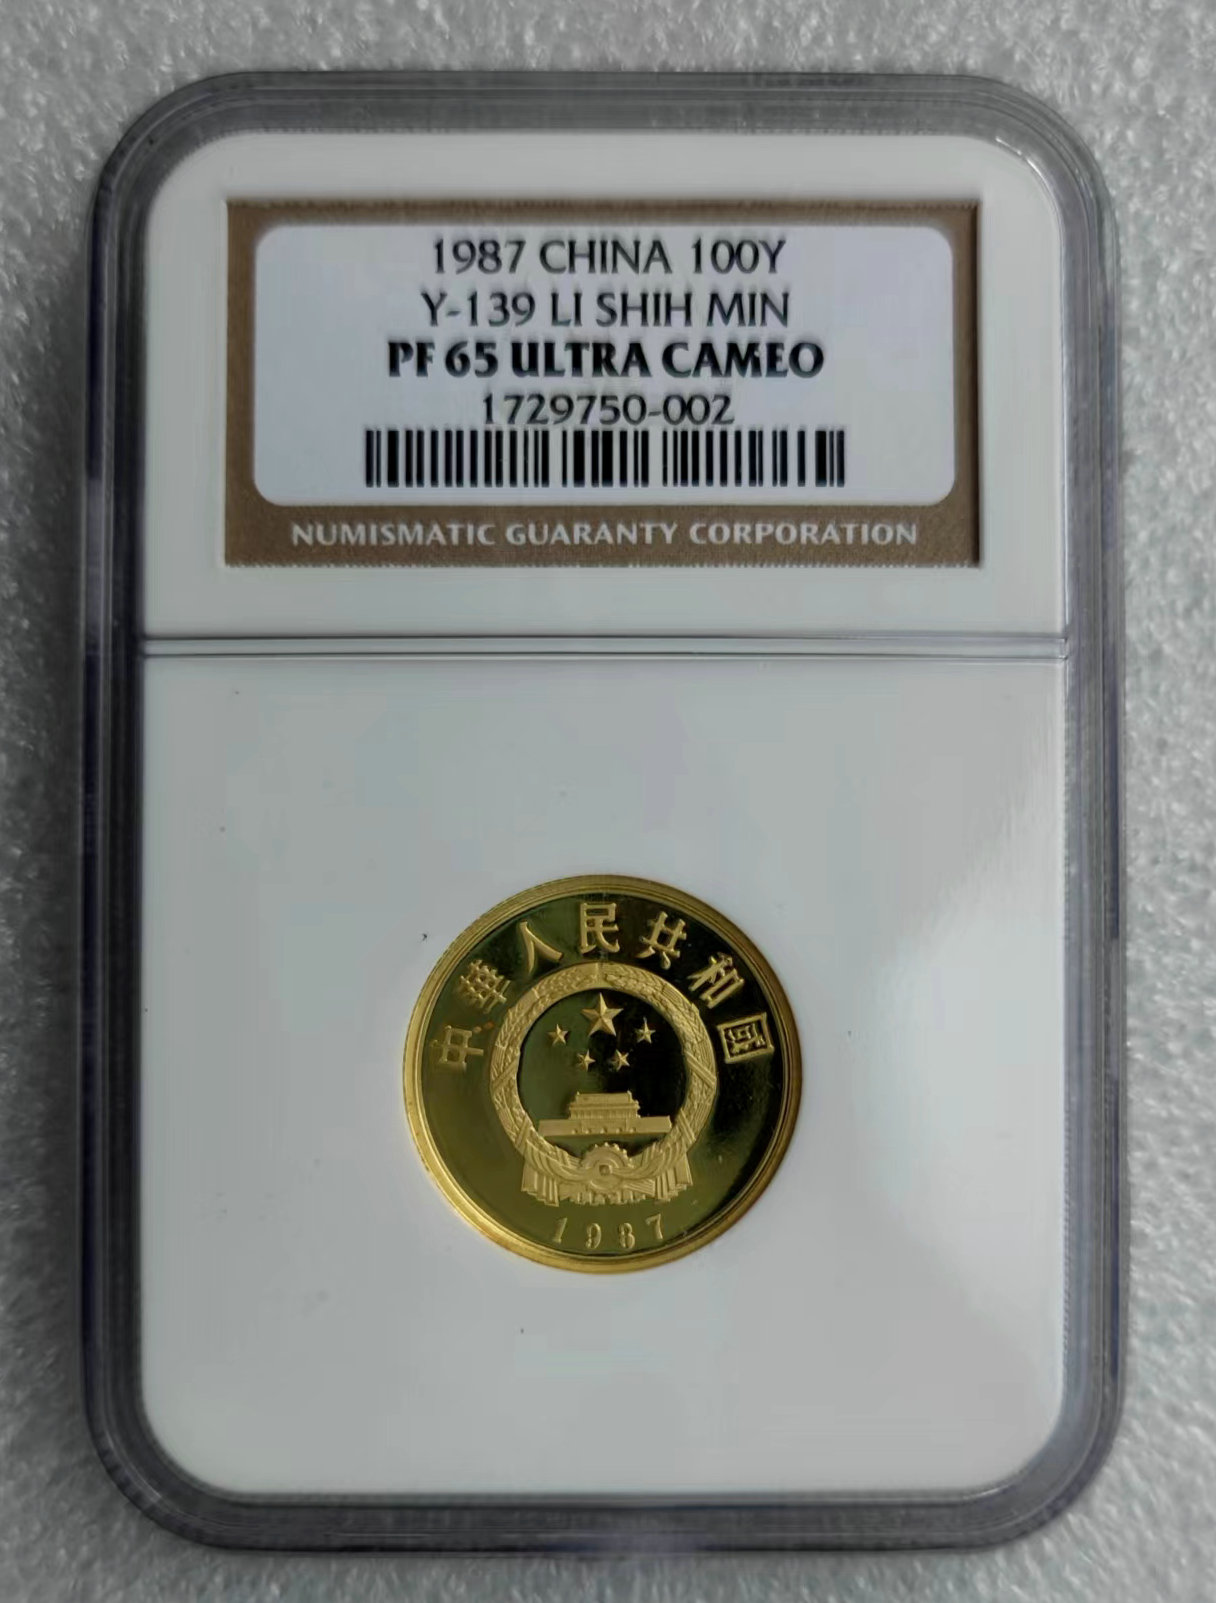 1987 CHINA 100Y
Y-139 LI SHIH MIN
PF 65 ULTRA CAMEO
1729750-002
NUMISMATIC GUARANTY CORPORATION
中華人民共和國
1987